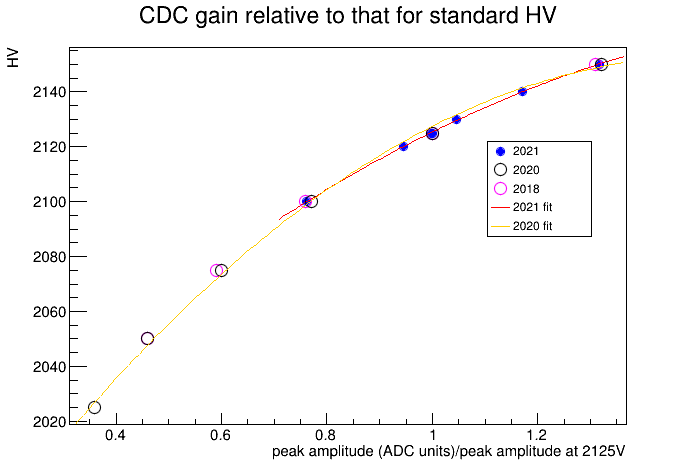 CDC gain relative to that for standard HV
HV
2140
2120
2100
2080
2060
2040
2020
2021
2020
2018
2021 fit
2020 fit
0.4 0.6 0.8 1 1.2
peak amplitude (ADC units)/peak amplitude at 2125V